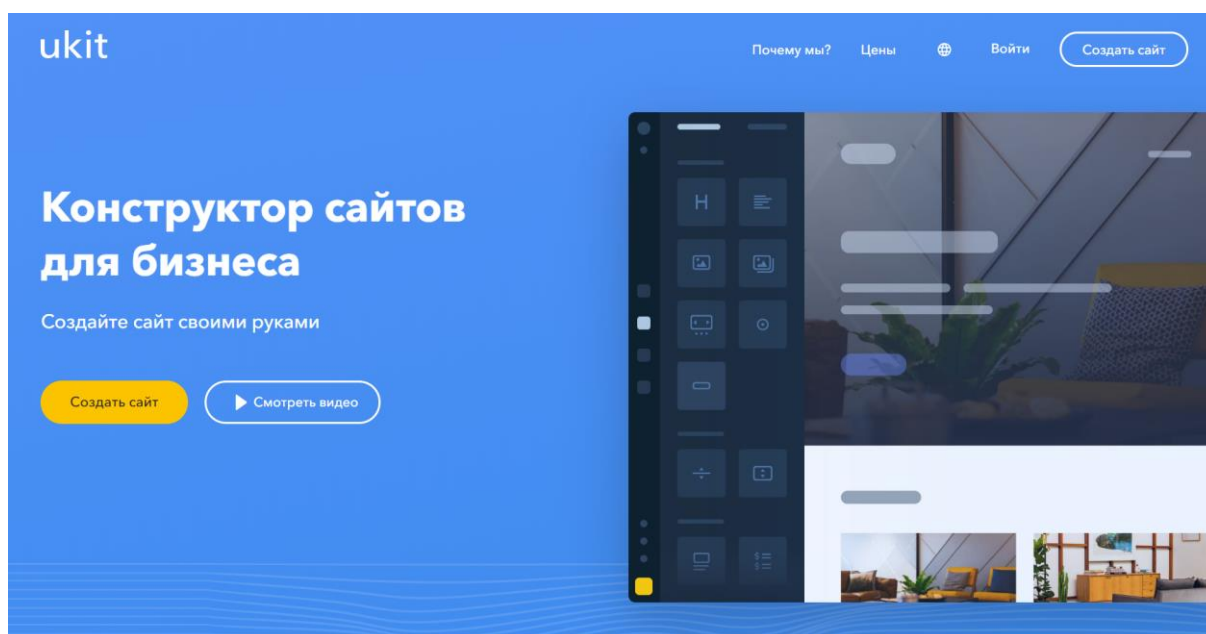 ukit
Почему мы? Цены Войти Создать сайт
Конструктор сайтов
для бизнеса
Создайте сайт своими руками
Создать сайт Смотреть видео
H